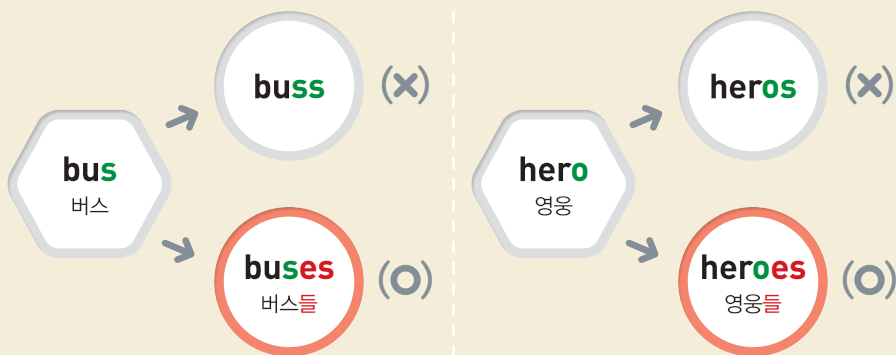 bus
버스
buss
(×)
buses
버스들
(○)
hero
영웅
heros
(×)
heroes
영웅들
(○)